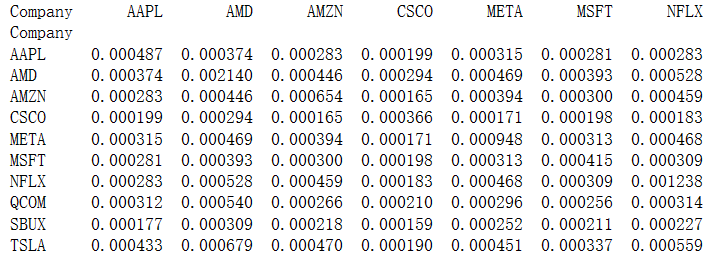 Company AAPL AMD AMZN CSCO META MSFT NFLX
Company
AAPL 0.000487 0.000374 0.000283 0.000199 0.000315 0.000281 0.000283
AMD 0.000374 0.002140 0.000446 0.000294 0.000469 0.000393 0.000528
AMZN 0.000283 0.000446 0.000654 0.000165 0.000394 0.000300 0.000459
CSCO 0.000199 0.000294 0.000165 0.000366 0.000171 0.000198 0.000183
META 0.000315 0.000469 0.000394 0.000171 0.000948 0.000313 0.000468
MSFT 0.000281 0.000393 0.000300 0.000198 0.000313 0.000415 0.000309
NFLX 0.000283 0.000528 0.000459 0.000183 0.000468 0.000309 0.001238
QCOM 0.000312 0.000540 0.000266 0.000210 0.000296 0.000256 0.000314
SBUX 0.000177 0.000309 0.000218 0.000159 0.000252 0.000211 0.000227
TSLA 0.000433 0.000679 0.000470 0.000190 0.000451 0.000337 0.000559